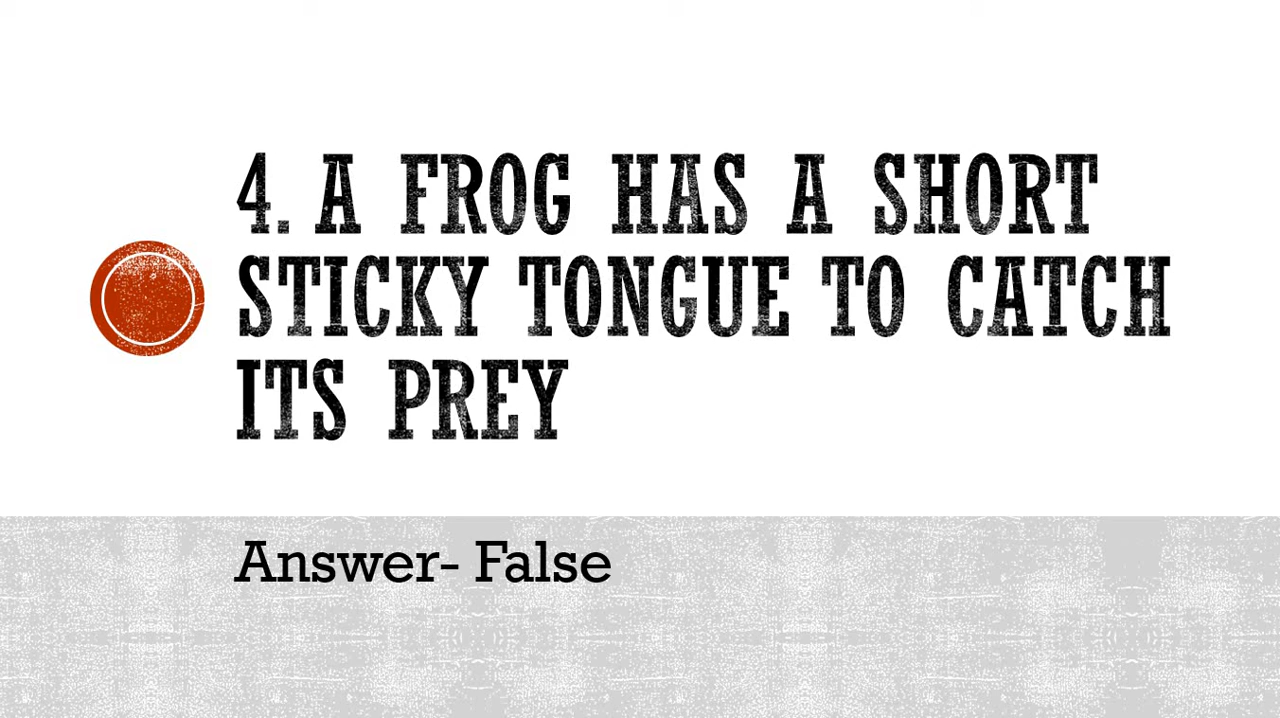 4. A FROG HAS A SHORT
STICKY TONGUE TO CATCH
ITS PREY
Answer- False